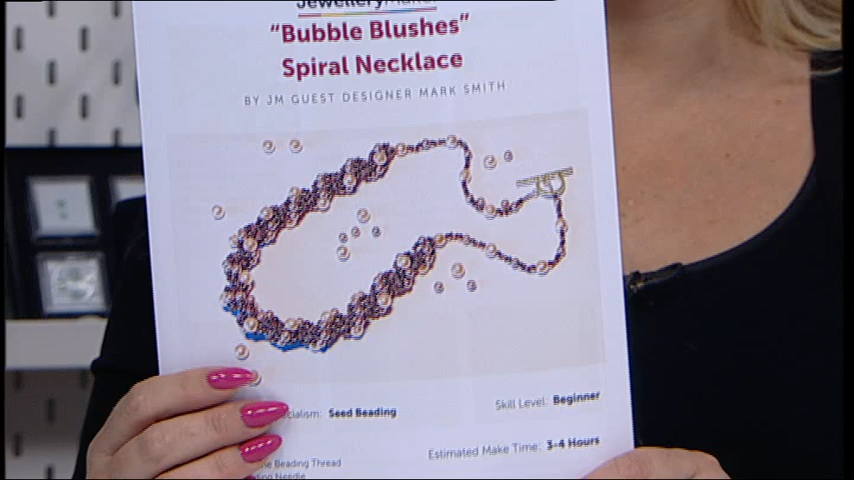 "Bubble Blushes"
Spiral Necklace
BY JM GUEST DESIGNER MARK SMITH
Skill Level: Beginner
Seed Beading
Estimated Make Time: 3-4 Hours
Beading Thread
Needle